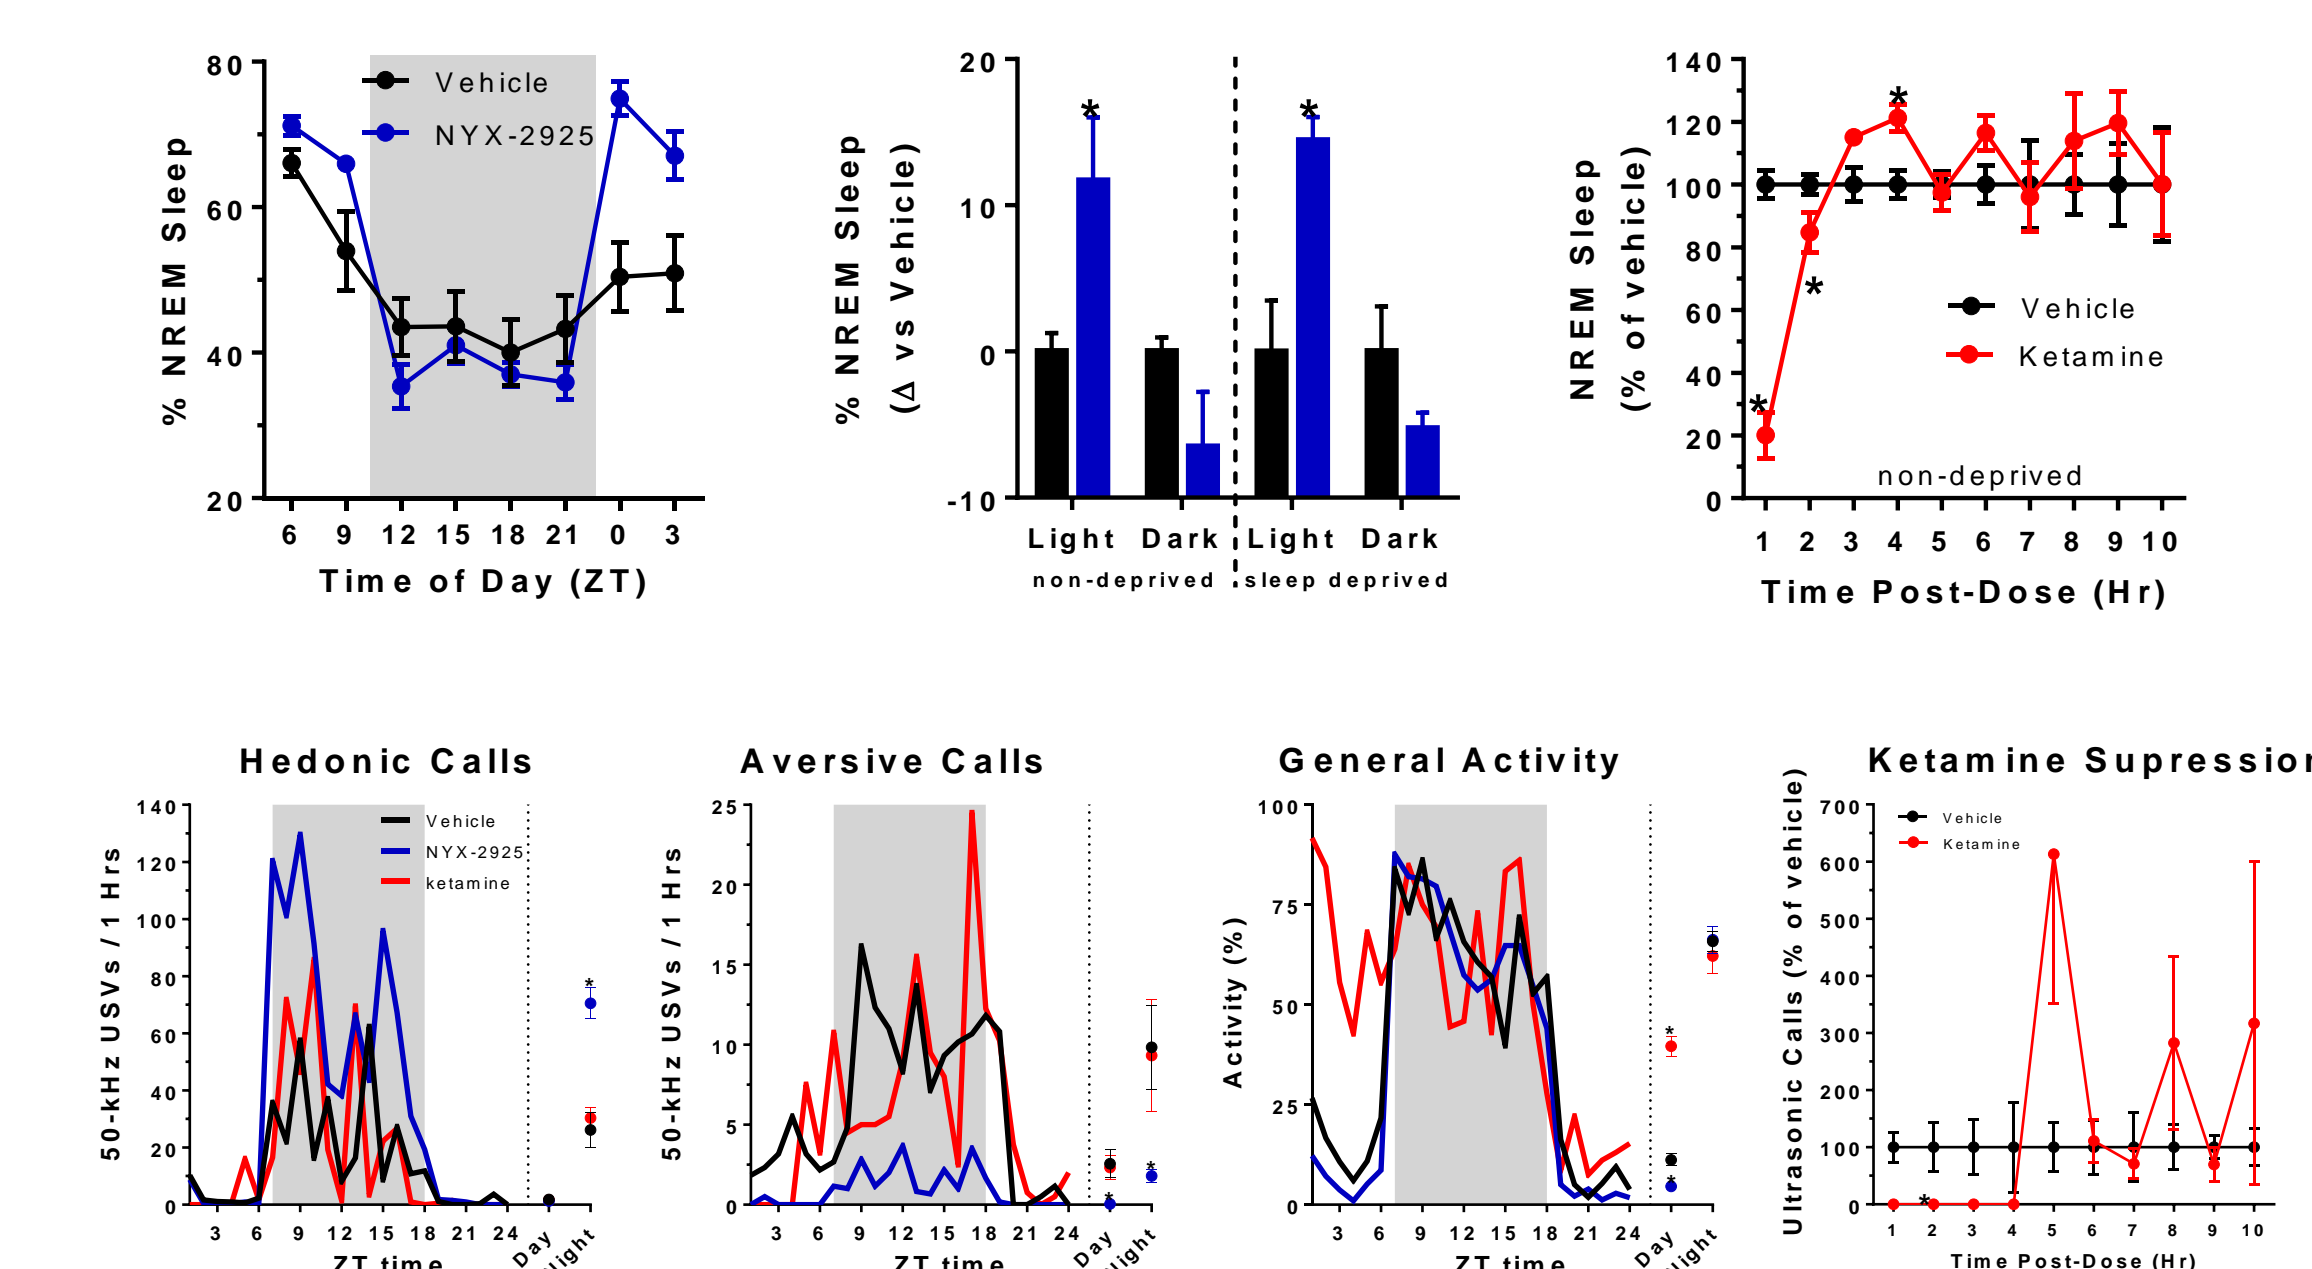 80
60
40
20
% NREM Sleep
Vehicle
NYX-2925
6 9 12 15 18 21 0 3
Time of Day (ZT)
20
10
0
-10
% NREM Sleep
(Δ vs Vehicle)
*
*
Light Dark Light Dark
non-deprived sleep deprived
140
120
100
80
60
40
20
0
NREM Sleep
(% of vehicle)
*
*
*
Vehicle
Ketamine
non-deprived
1 2 3 4 5 6 7 8 9 10
Time Post-Dose (Hr)
Hedonic Calls
140
120
100
80
60
40
20
0
50-kHz USVs / 1 Hrs
Vehicle
NYX-2925
ketamine
*
3 6 9 12 15 18 21 24 Day light
ZT time
Aversive Calls
25
20
15
10
5
0
50-kHz USVs / 1 Hrs
*
*
3 6 9 12 15 18 21 24 Day light
ZT time
General Activity
100
75
50
25
0
Activity (%)
*
*
3 6 9 12 15 18 21 24 Day light
ZT time
Ketamine Supression
700
600
500
400
300
200
100
0
Ultrasonic Calls (% of vehicle)
Vehicle
Ketamine
*
1 2 3 4 5 6 7 8 9 10
Time Post-Dose (Hr)